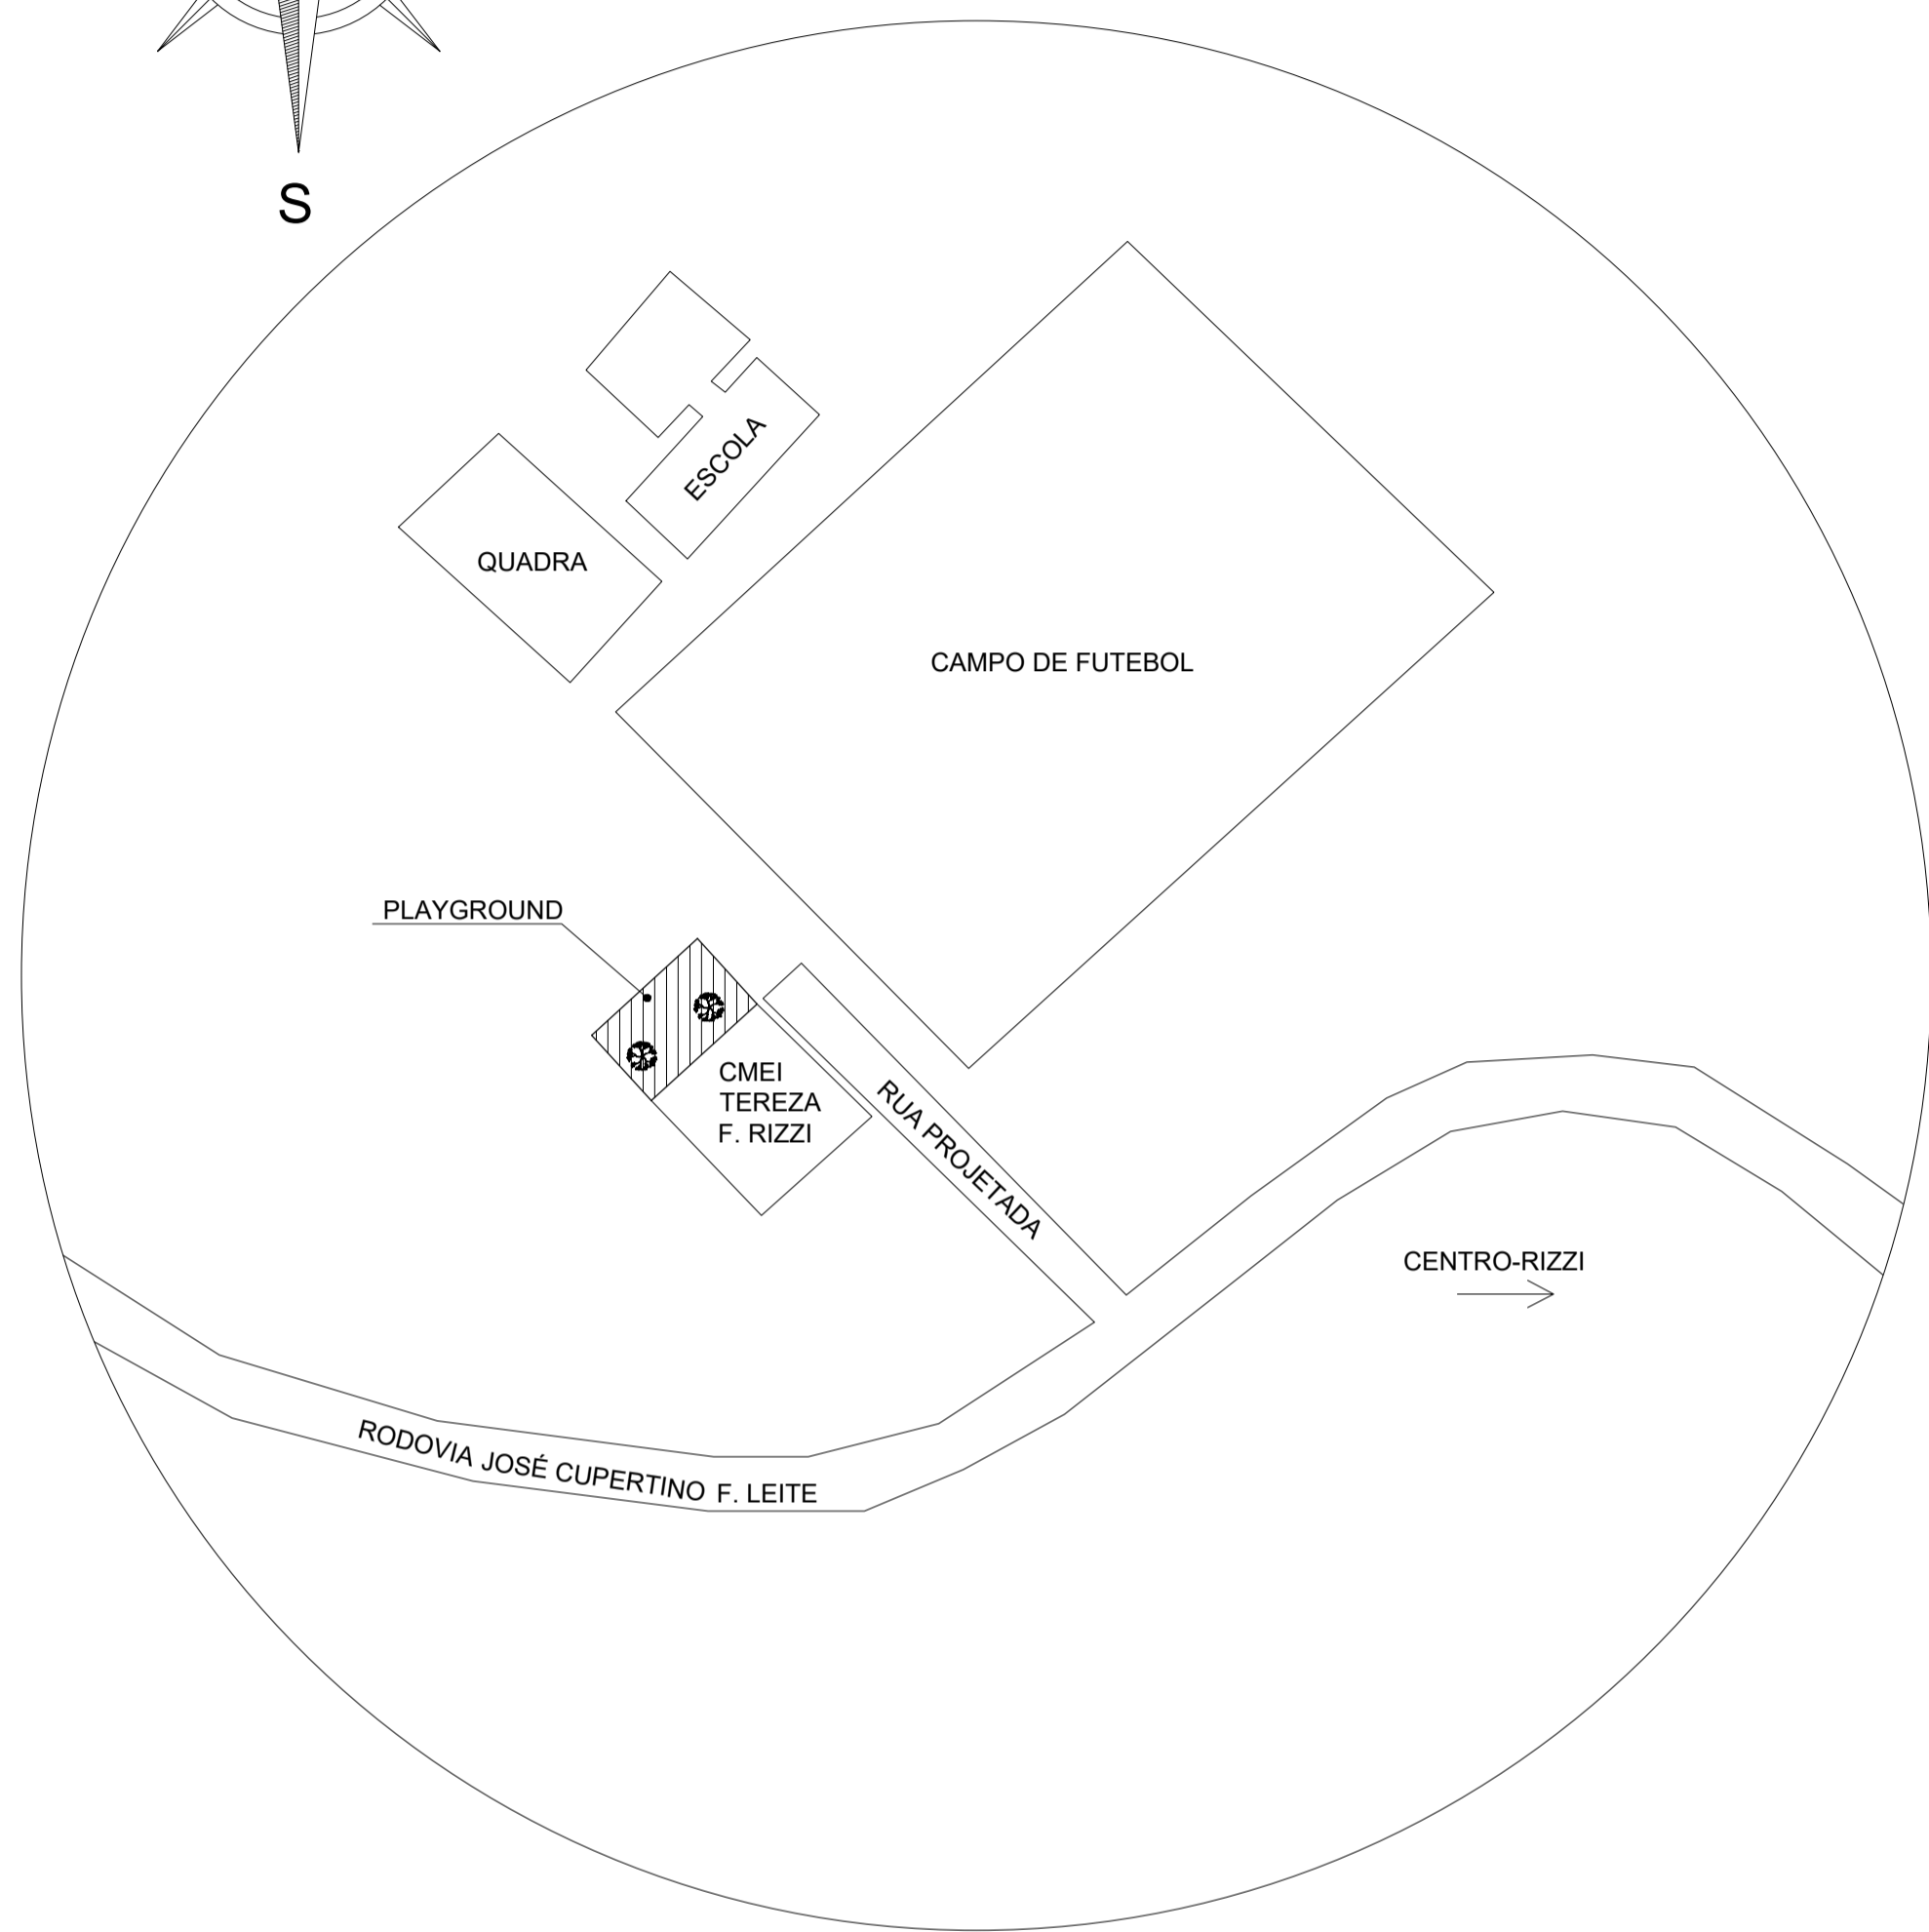 S
ESCOLA
QUADRA
CAMPO DE FUTEBOL
PLAYGROUND
CMEI
TEREZA
F. RIZZI
RUA PROJETADA
CENTRO-RIZZI
RODOVIA JOSÉ CUPERTINO F. LEITE